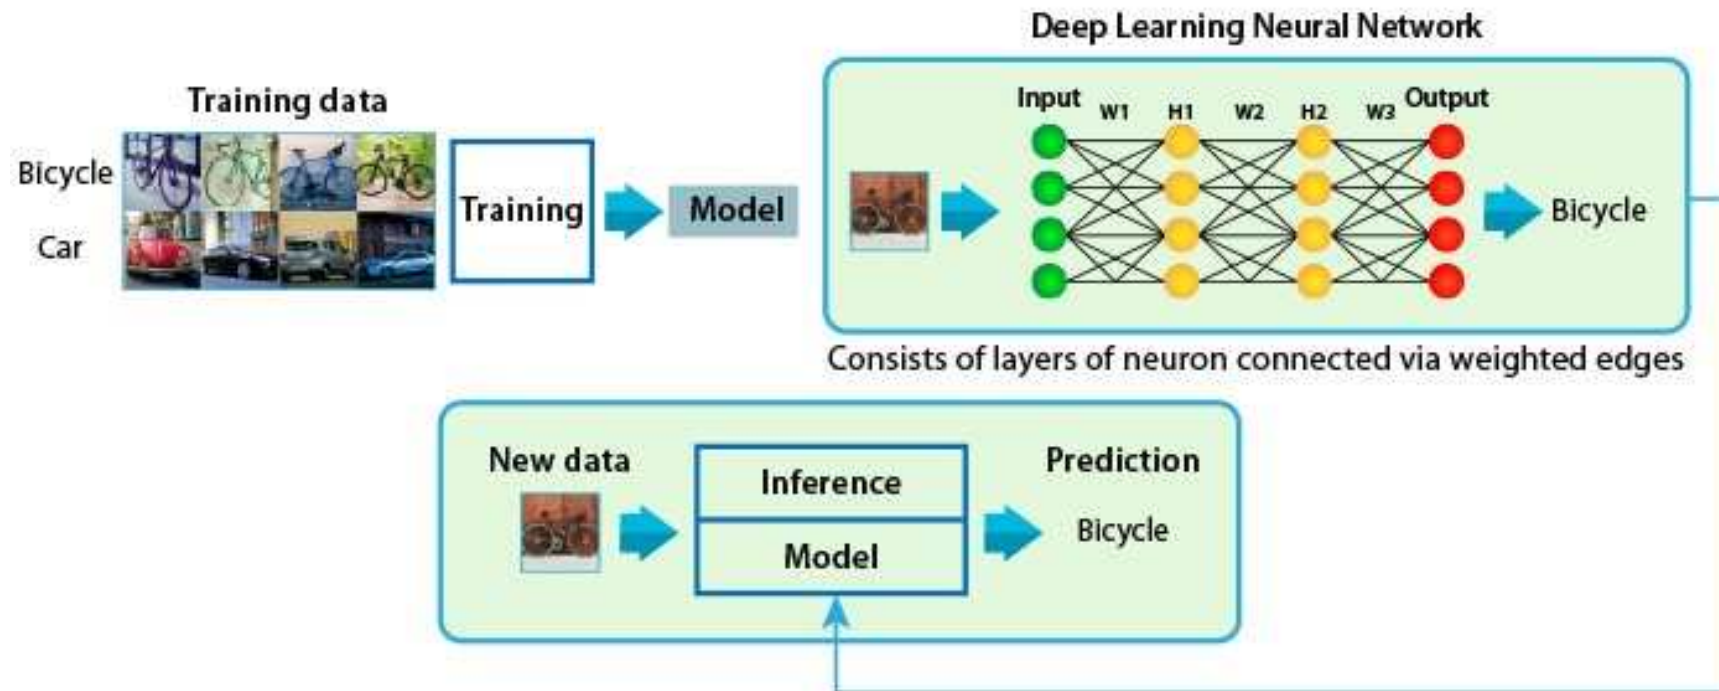 Deep Learning Neural Network
Training data
Bicycle
Car
Training
Model
Input W1 H1 W2 H2 W3 Output
Bicycle
Consists of layers of neuron connected via weighted edges
New data
Inference
Model
Prediction
Bicycle